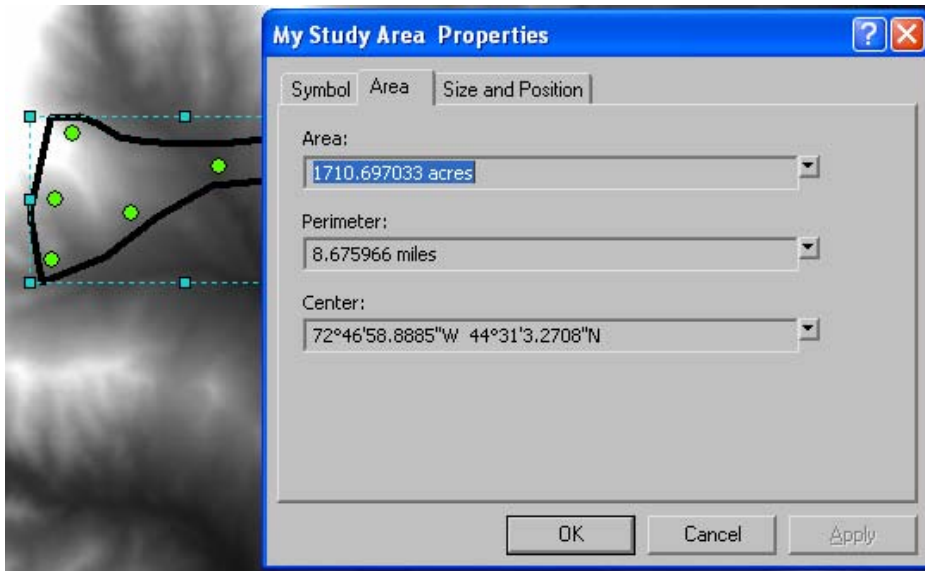 My Study Area Properties
Symbol Area Size and Position
Area:
1710.697033 acres
Perimeter:
8.675966 miles
Center:
72°46'58.8885"W 44°31'3.2708"N
OK Cancel Apply